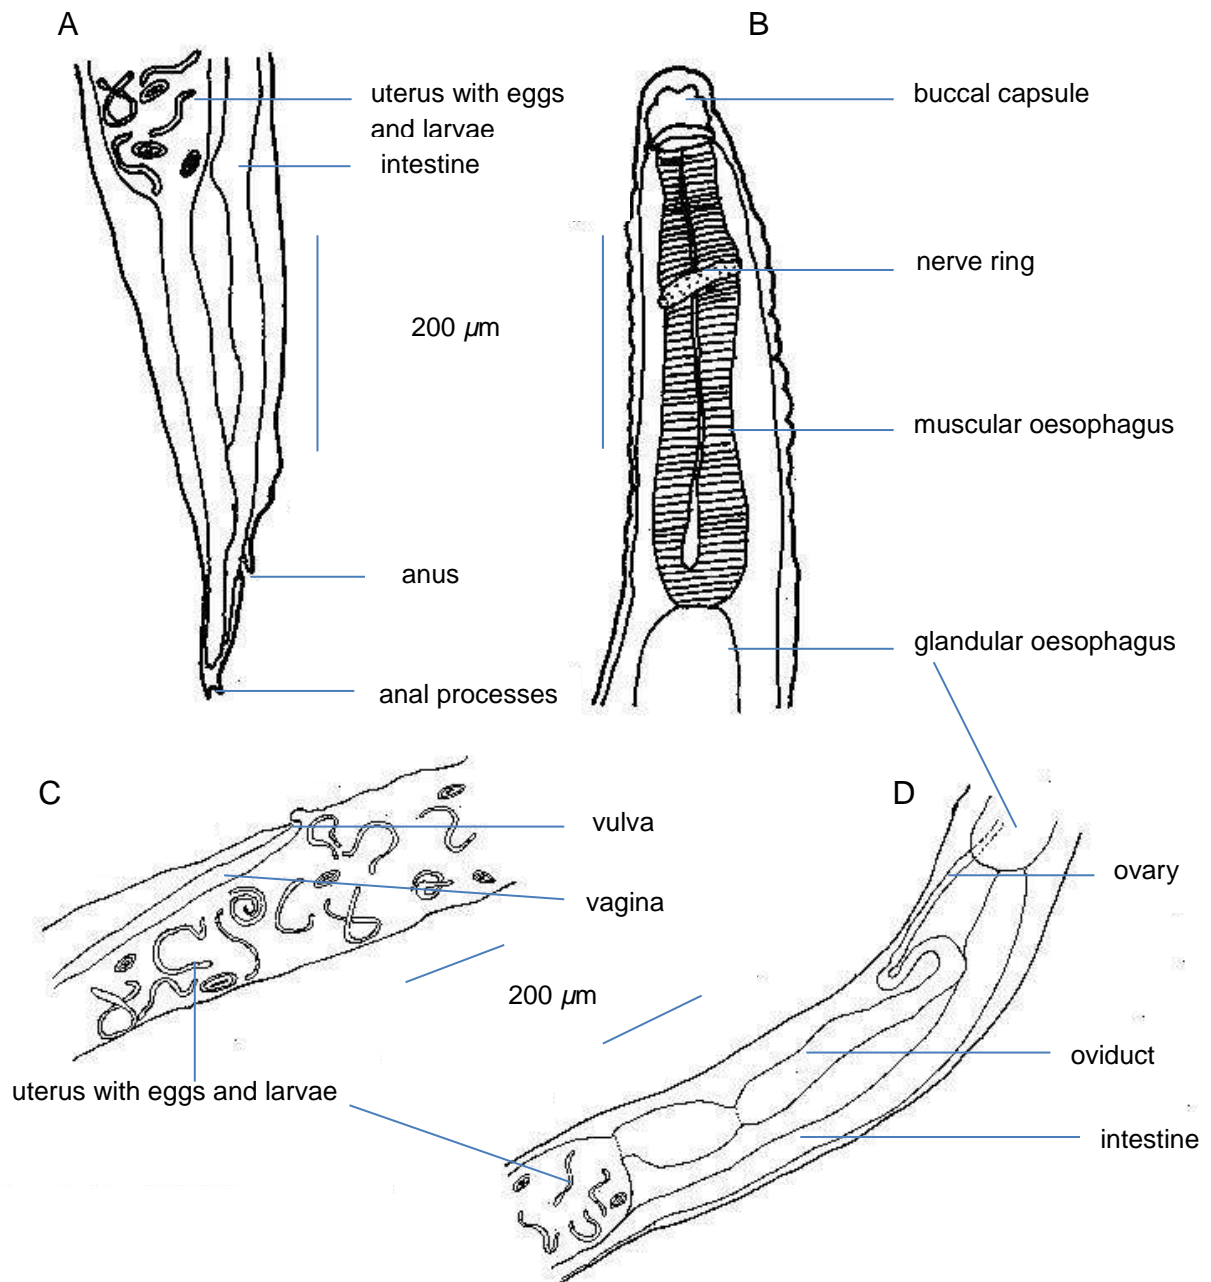 A
B
uterus with eggs
and larvae
intestine
buccal capsule
nerve ring
200 µm
muscular oesophagus
anus
anal processes
glandular oesophagus
C
D
vulva
vagina
ovary
200 µm
oviduct
uterus with eggs and larvae
intestine